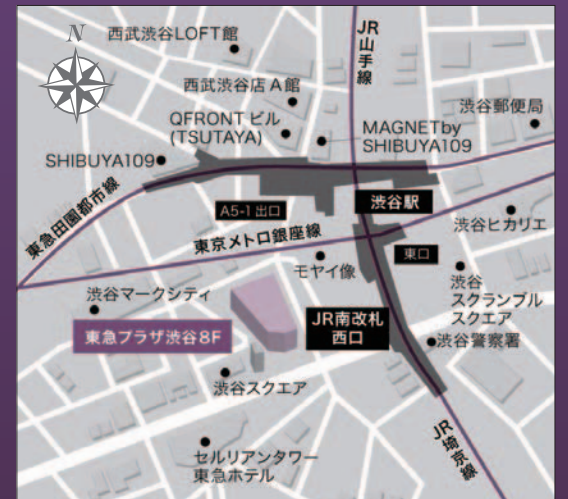 N
西武渋谷LOFT館
JR
山手線
西武渋谷店A館
渋谷郵便局
QFRONTビル
(TSUTAYA)
MAGNETby
SHIBUYA109
SHIBUYA109
渋谷駅
A5-1出口
東急田園都市線
東京メトロ銀座線
渋谷ヒカリエ
東口
モヤイ像
渋谷
スクランブル
スクエア
渋谷マークシティ
東急プラザ渋谷8F
JR南改札
西口
渋谷警察署
渋谷スクエア
JR
埼京線
セルリアンタワー
東急ホテル